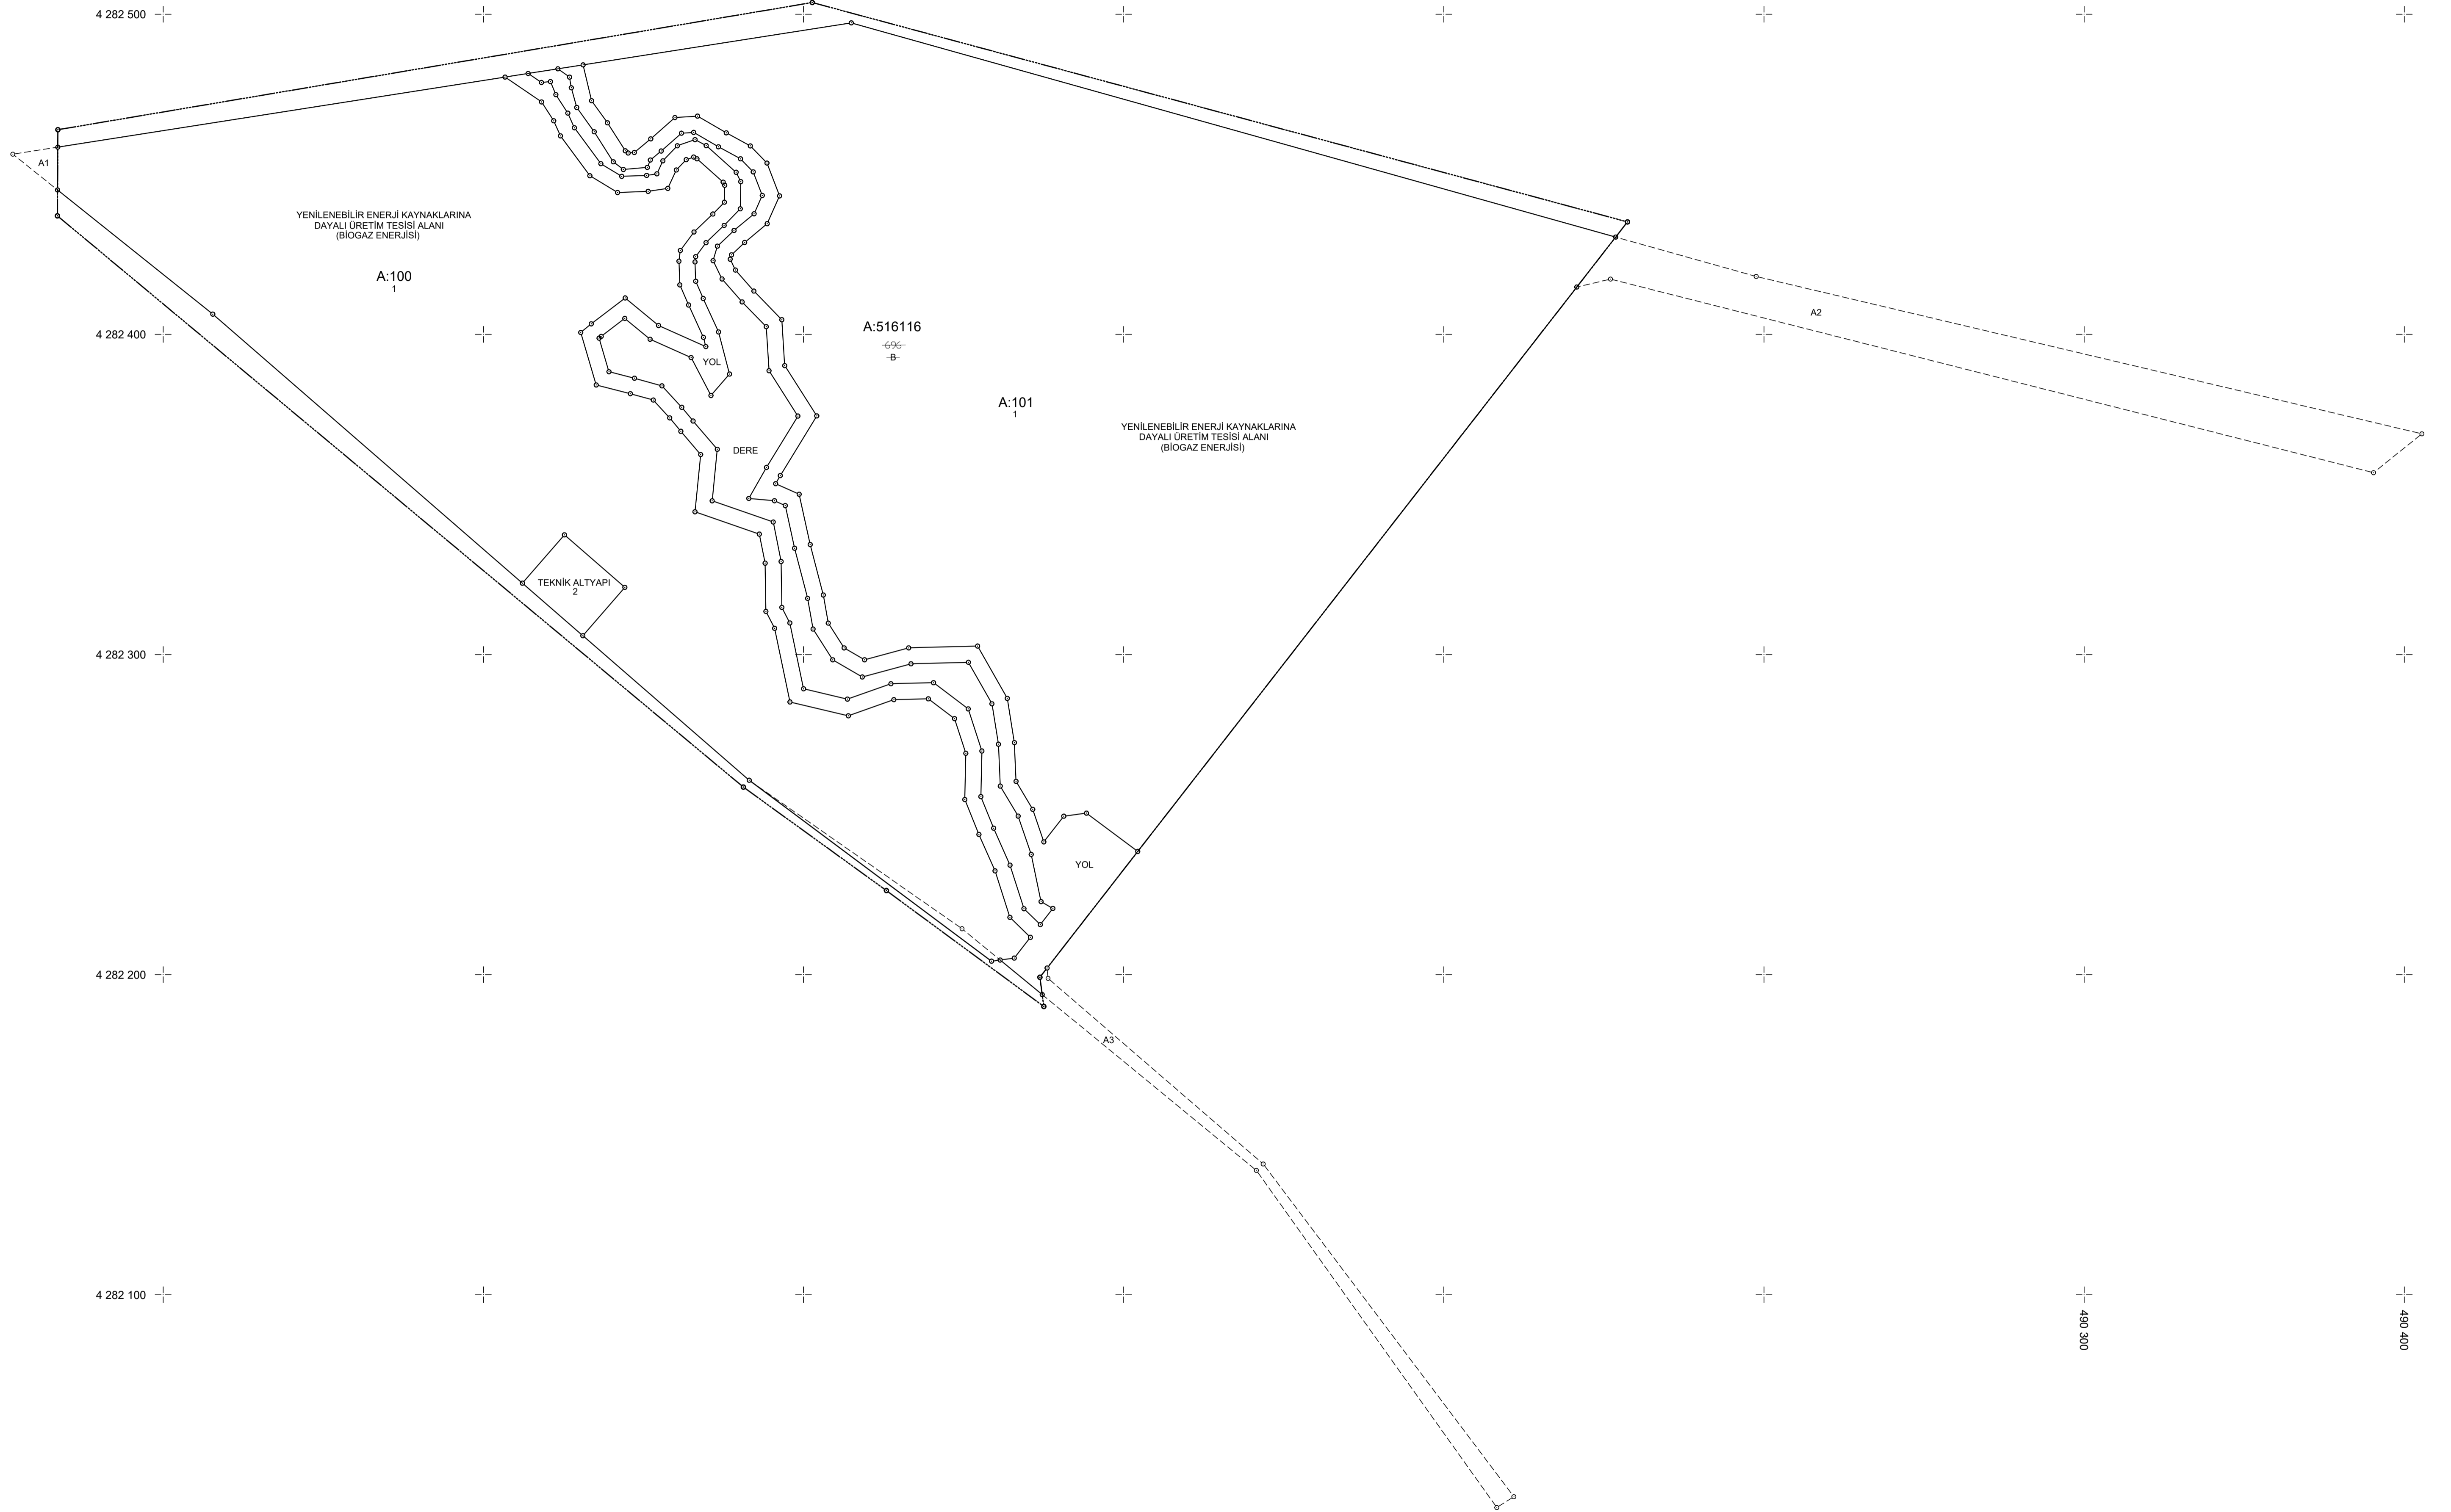 4 282 500
A1
YENİLENEBİLİR ENERJİ KAYNAKLARINA
DAYALI ÜRETİM TESİSİ ALANI
(BİOGAZ ENERJİSİ)
A:100
1
A2
4 282 400
A:516116
696
B
YOL
A:101
1
YENİLENEBİLİR ENERJİ KAYNAKLARINA
DAYALI ÜRETİM TESİSİ ALANI
(BİOGAZ ENERJİSİ)
DERE
TEKNİK ALTYAPI
2
4 282 300
YOL
4 282 200
A3
4 282 100
490 300
490 400